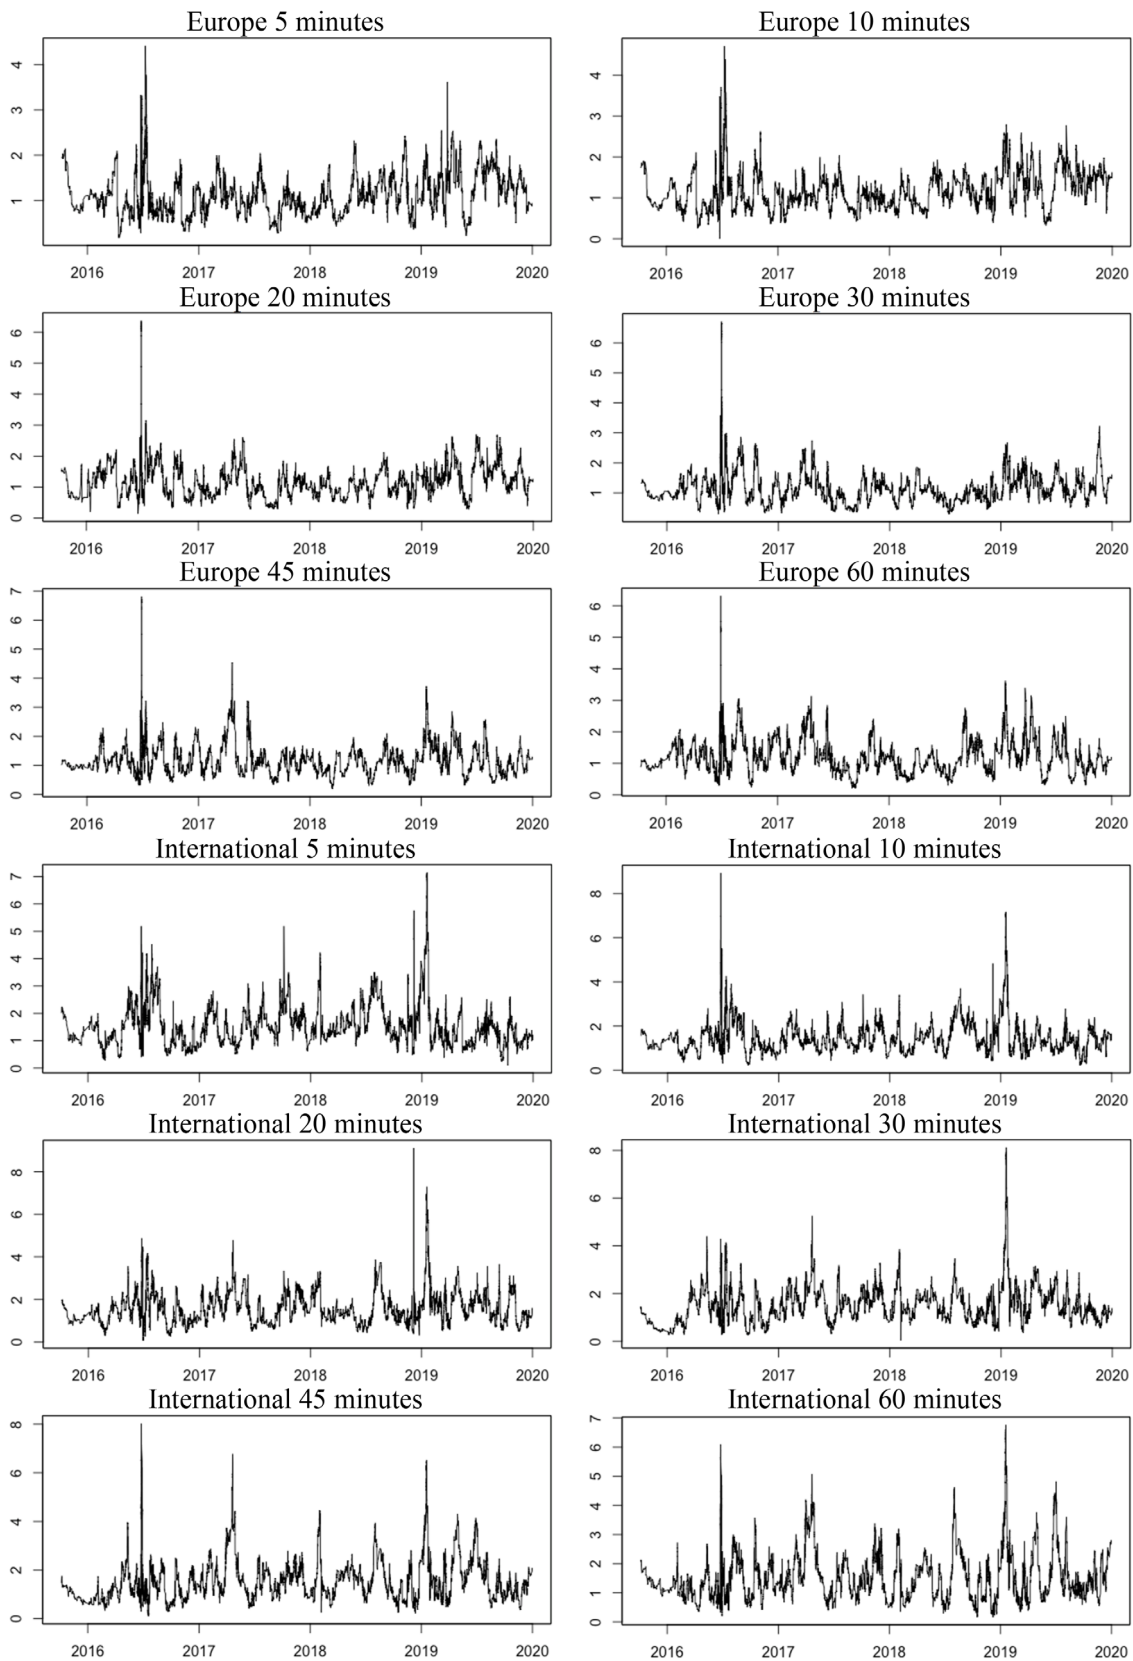 Europe 5 minutes Europe 10 minutes
1 2 3 4 0 1 2 3 4
2016 2017 2018 2019 2020 2016 2017 2018 2019 2020
Europe 20 minutes Europe 30 minutes
0 1 2 3 4 5 6 1 2 3 4 5 6
2016 2017 2018 2019 2020 2016 2017 2018 2019 2020
Europe 45 minutes Europe 60 minutes
0 1 2 3 4 5 6 7 0 1 2 3 4 5 6
2016 2017 2018 2019 2020 2016 2017 2018 2019 2020
International 5 minutes International 10 minutes
0 1 2 3 4 5 6 7 0 2 4 6 8
2016 2017 2018 2019 2020 2016 2017 2018 2019 2020
International 20 minutes International 30 minutes
0 2 4 6 8 0 2 4 6 8
2016 2017 2018 2019 2020 2016 2017 2018 2019 2020
International 45 minutes International 60 minutes
0 2 4 6 8 0 1 2 3 4 5 6 7
2016 2017 2018 2019 2020 2016 2017 2018 2019 2020